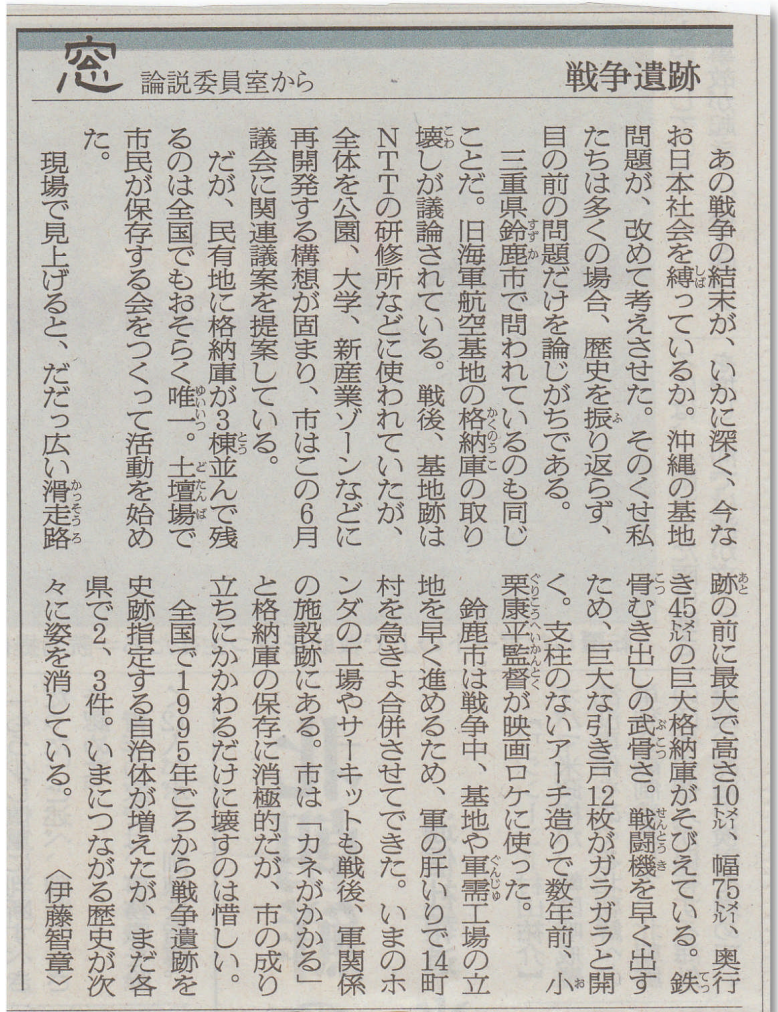 窓 論説委員室から 戦争遺跡
あの戦争の結末が、いかに深く、今な
お日本社会を縛っているか。沖縄の基地
問題が、改めて考えさせた。そのくせ私
たちは多くの場合、歴史を振り返らず、
目の前の問題だけを論じがちである。
三重県鈴鹿市で問われているのも同じ
ことだ。旧海軍航空基地の格納庫の取り
壊しが議論されている。戦後、基地跡は
NTTの研修所などに使われていたが、
全体を公園、大学、新産業ゾーンなどに
再開発する構想が固まり、市はこの6月
議会に関連議案を提案している。
だが、民有地に格納庫が3棟並んで残
るのは全国でもおそらく唯一。土壇場で
市民が保存する会をつくって活動を始め
た。
現場で見上げると、だだっ広い滑走路
跡の前に最大で高さ10メートル、幅75メートル、奥行
き45メートルの巨大格納庫がそびえている。鉄
骨むき出しの武骨さ。戦闘機を早く出す
ため、巨大な引き戸12枚がガラガラと開
く。支柱のないアーチ造りで数年前、小
栗康平監督が映画ロケに使った。
鈴鹿市は戦争中、基地や軍需工場の立
地を早く進めるため、軍の肝いりで14町
村を急きょ合併させてできた。いまのホ
ンダの工場やサーキットも戦後、軍関係
の施設跡にある。市は「カネがかかる」
と格納庫の保存に消極的だが、市の成り
立ちにかかわるだけに壊すのは惜しい。
全国で1995年ごろから戦争遺跡を
史跡指定する自治体が増えたが、まだ各
県で2、3件。いまにつながる歴史が次
々に姿を消している。 〈伊藤智章〉